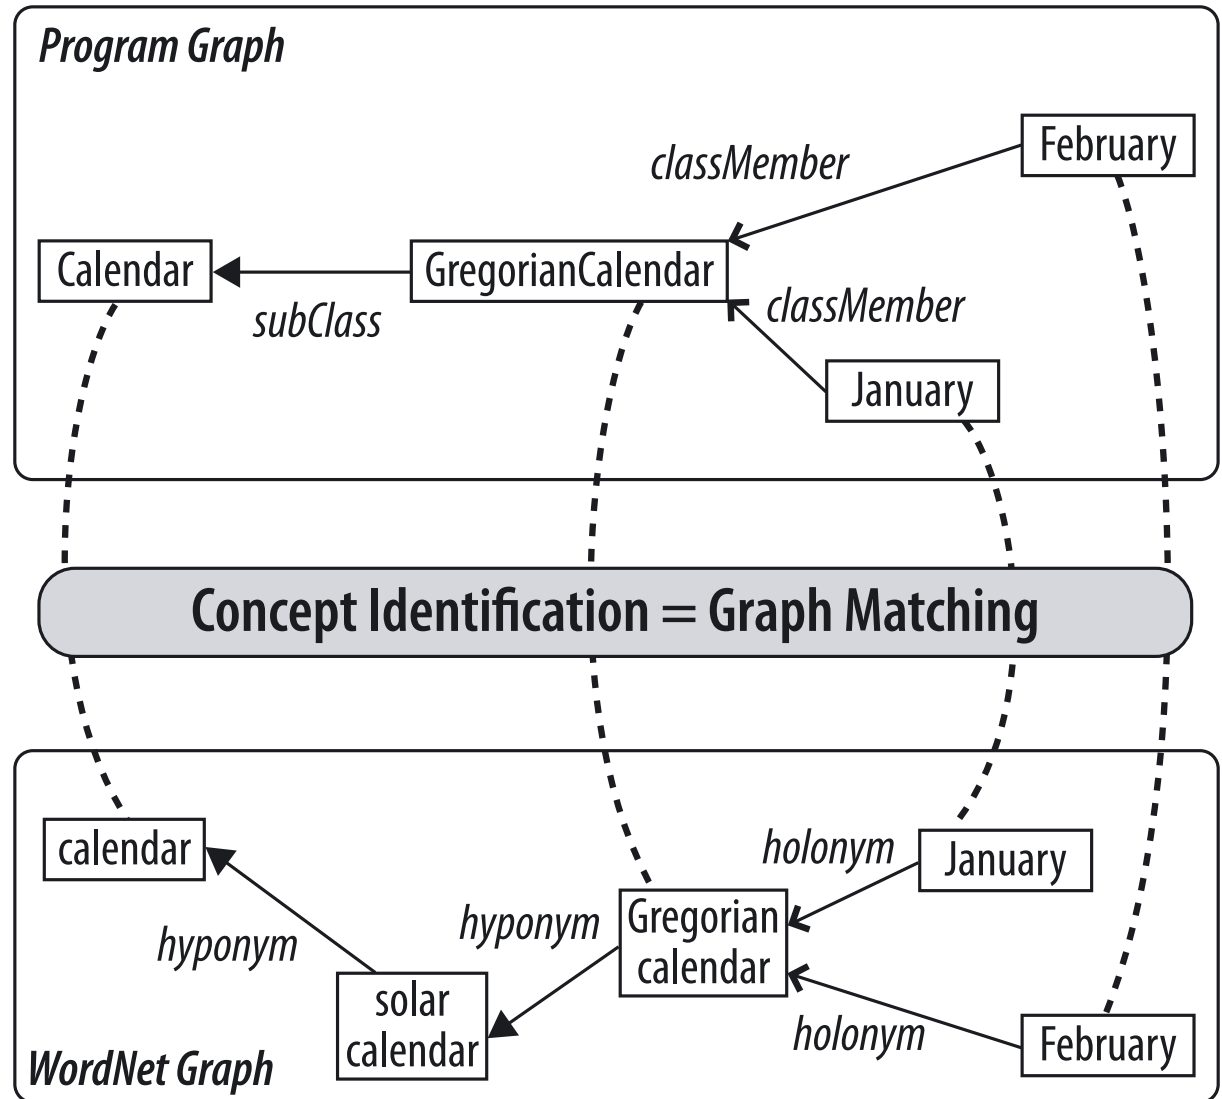 Program Graph
February
classMember
Calendar
GregorianCalendar
subClass
classMember
January
Concept Identification = Graph Matching
calendar
holonym
January
hyponym
hyponym
Gregorian
calendar
solar
calendar
holonym
February
WordNet Graph